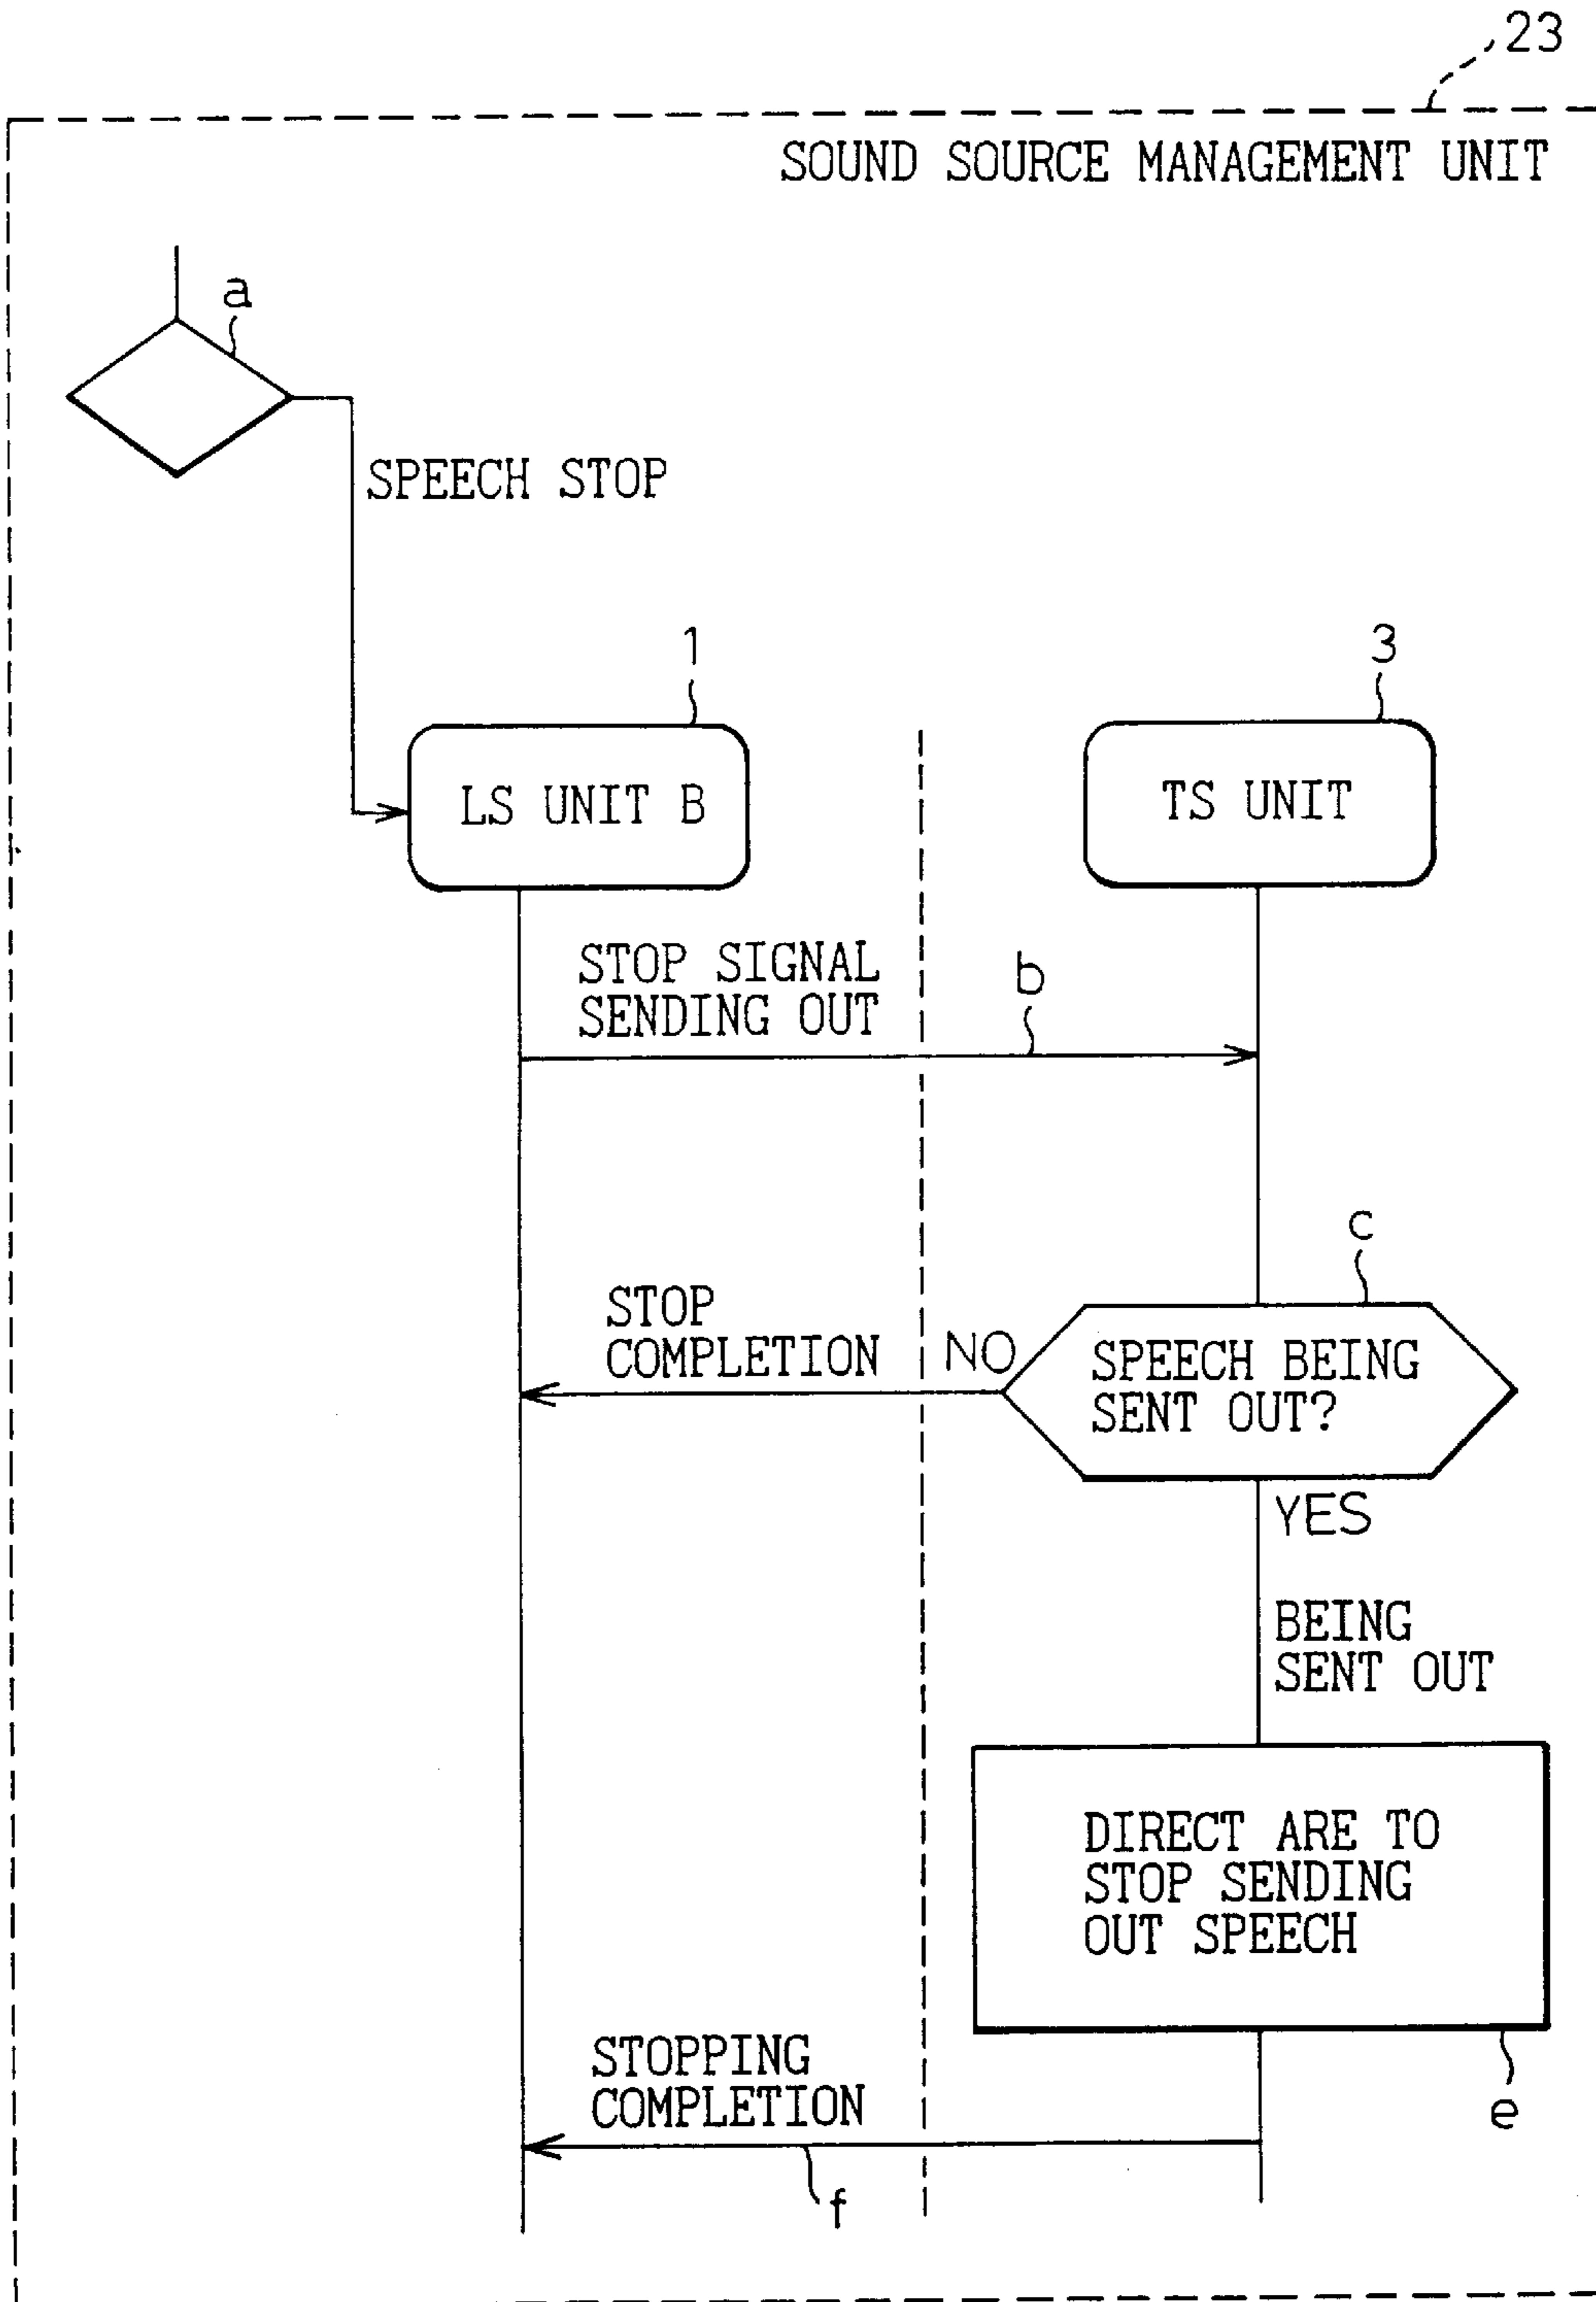 23
SOUND SOURCE MANAGEMENT UNIT
a
SPEECH STOP
1
3
LS UNIT B
TS UNIT
STOP SIGNAL
SENDING OUT
b
c
STOP
COMPLETION
NO
SPEECH BEING
SENT OUT?
YES
BEING
SENT OUT
DIRECT ARE TO
STOP SENDING
OUT SPEECH
STOPPING
COMPLETION
e
f